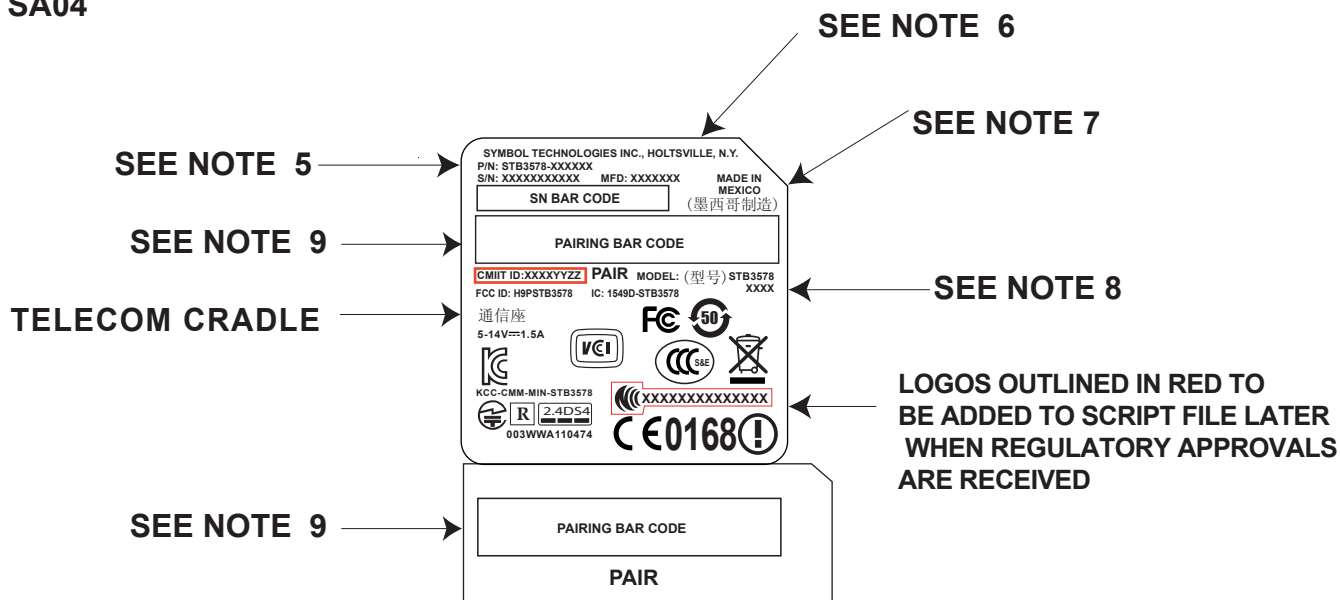 SA04
SEE NOTE 6
SEE NOTE 7
SEE NOTE 5
SYMBOL TECHNOLOGIES INC., HOLTSVILLE, N.Y.
P/N: STB3578-XXXXXX
S/N: XXXXXXXXXXX MFD: XXXXXXX
MADE IN
MEXICO
(墨西哥制造)
SN BAR CODE
SEE NOTE 9
PAIRING BAR CODE
CMIIT ID:XXXXYYZZ PAIR MODEL: (型号) STB3578
XXXX
FCC ID: H9PSTB3578 IC: 1549D-STB3578
SEE NOTE 8
TELECOM CRADLE
通信座
5-14V⎓1.5A
FC
50
VCI
CCC S&E
KCC-CMM-MIN-STB3578
XXXXXXXXXXXXXX
R 2.4DS4
003WWA110474
CE0168!
LOGOS OUTLINED IN RED TO
BE ADDED TO SCRIPT FILE LATER
WHEN REGULATORY APPROVALS
ARE RECEIVED
SEE NOTE 9
PAIRING BAR CODE
PAIR